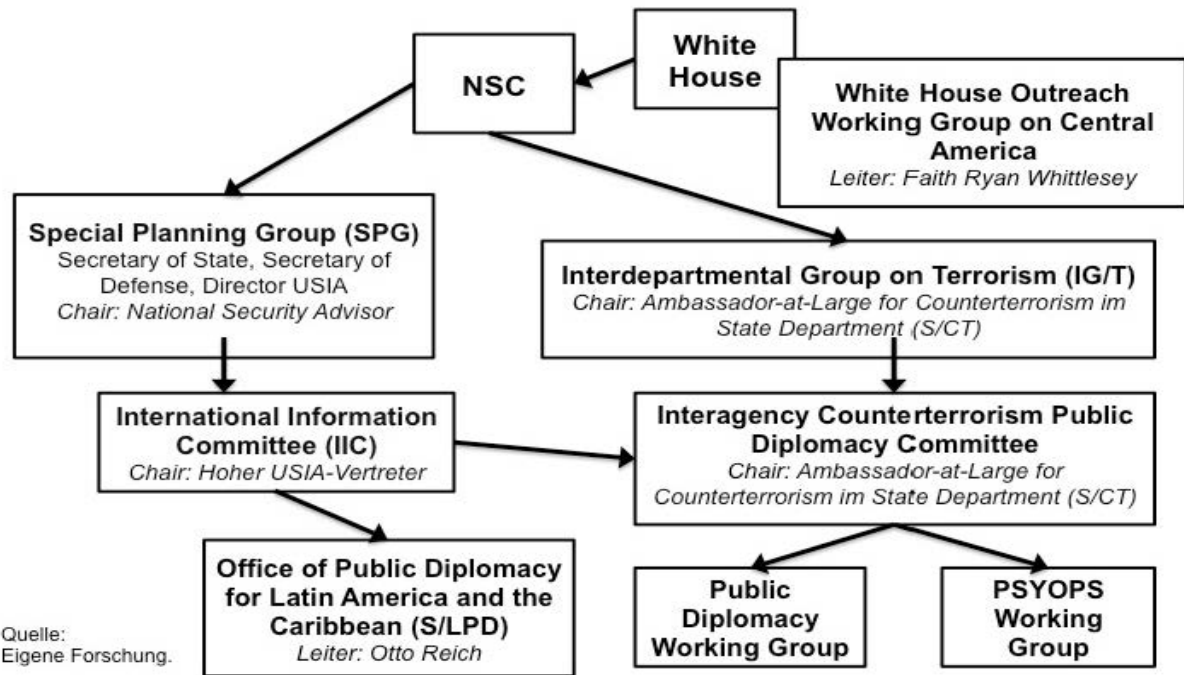 White
House
NSC
White House Outreach
Working Group on Central
America
Leiter: Faith Ryan Whittlesey
Special Planning Group (SPG)
Secretary of State, Secretary of
Defense, Director USIA
Chair: National Security Advisor
Interdepartmental Group on Terrorism (IG/T)
Chair: Ambassador-at-Large for Counterterrorism im
State Department (S/CT)
International Information
Committee (IIC)
Chair: Hoher USIA-Vertreter
Interagency Counterterrorism Public
Diplomacy Committee
Chair: Ambassador-at-Large for
Counterterrorism im State Department (S/CT)
Office of Public Diplomacy
for Latin America and the
Caribbean (S/LPD)
Leiter: Otto Reich
Public
Diplomacy
Working Group
PSYOPS
Working
Group
Quelle:
Eigene Forschung.